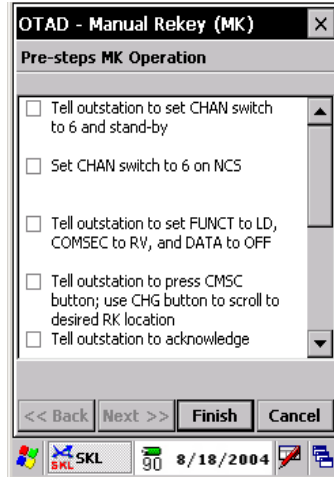 OTAD - Manual Rekey (MK)
Pre-steps MK Operation
Tell outstation to set CHAN switch
to 6 and stand-by
Set CHAN switch to 6 on NCS
Tell outstation to set FUNCT to LD,
COMSEC to RV, and DATA to OFF
Tell outstation to press CMSC
button; use CHG button to scroll to
desired RK location
Tell outstation to acknowledge
<< Back Next >> Finish Cancel
SKL SKL 90 8/18/2004